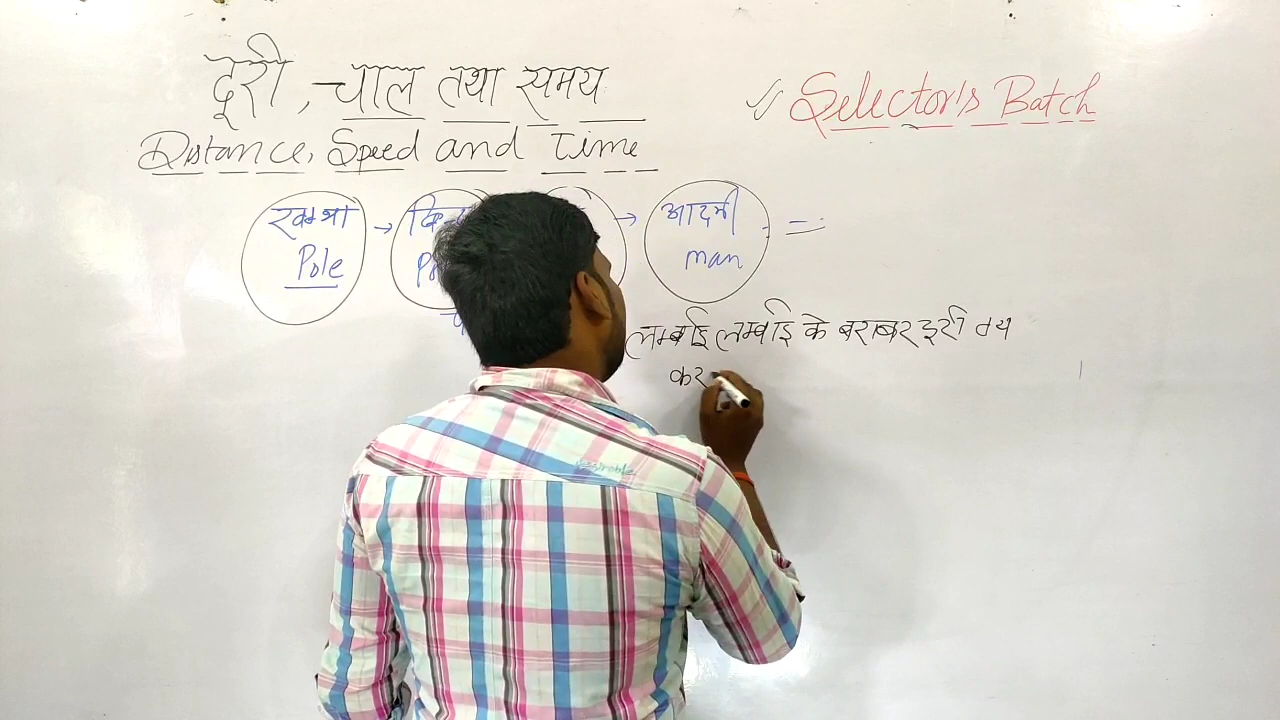 दूरी, चाल तथा समय
Selector's Batch
Distance, Speed and Time
खम्भा → → आदमी =
Pole man
लम्बाई लम्बाई के बराबर दूरी तय
कर